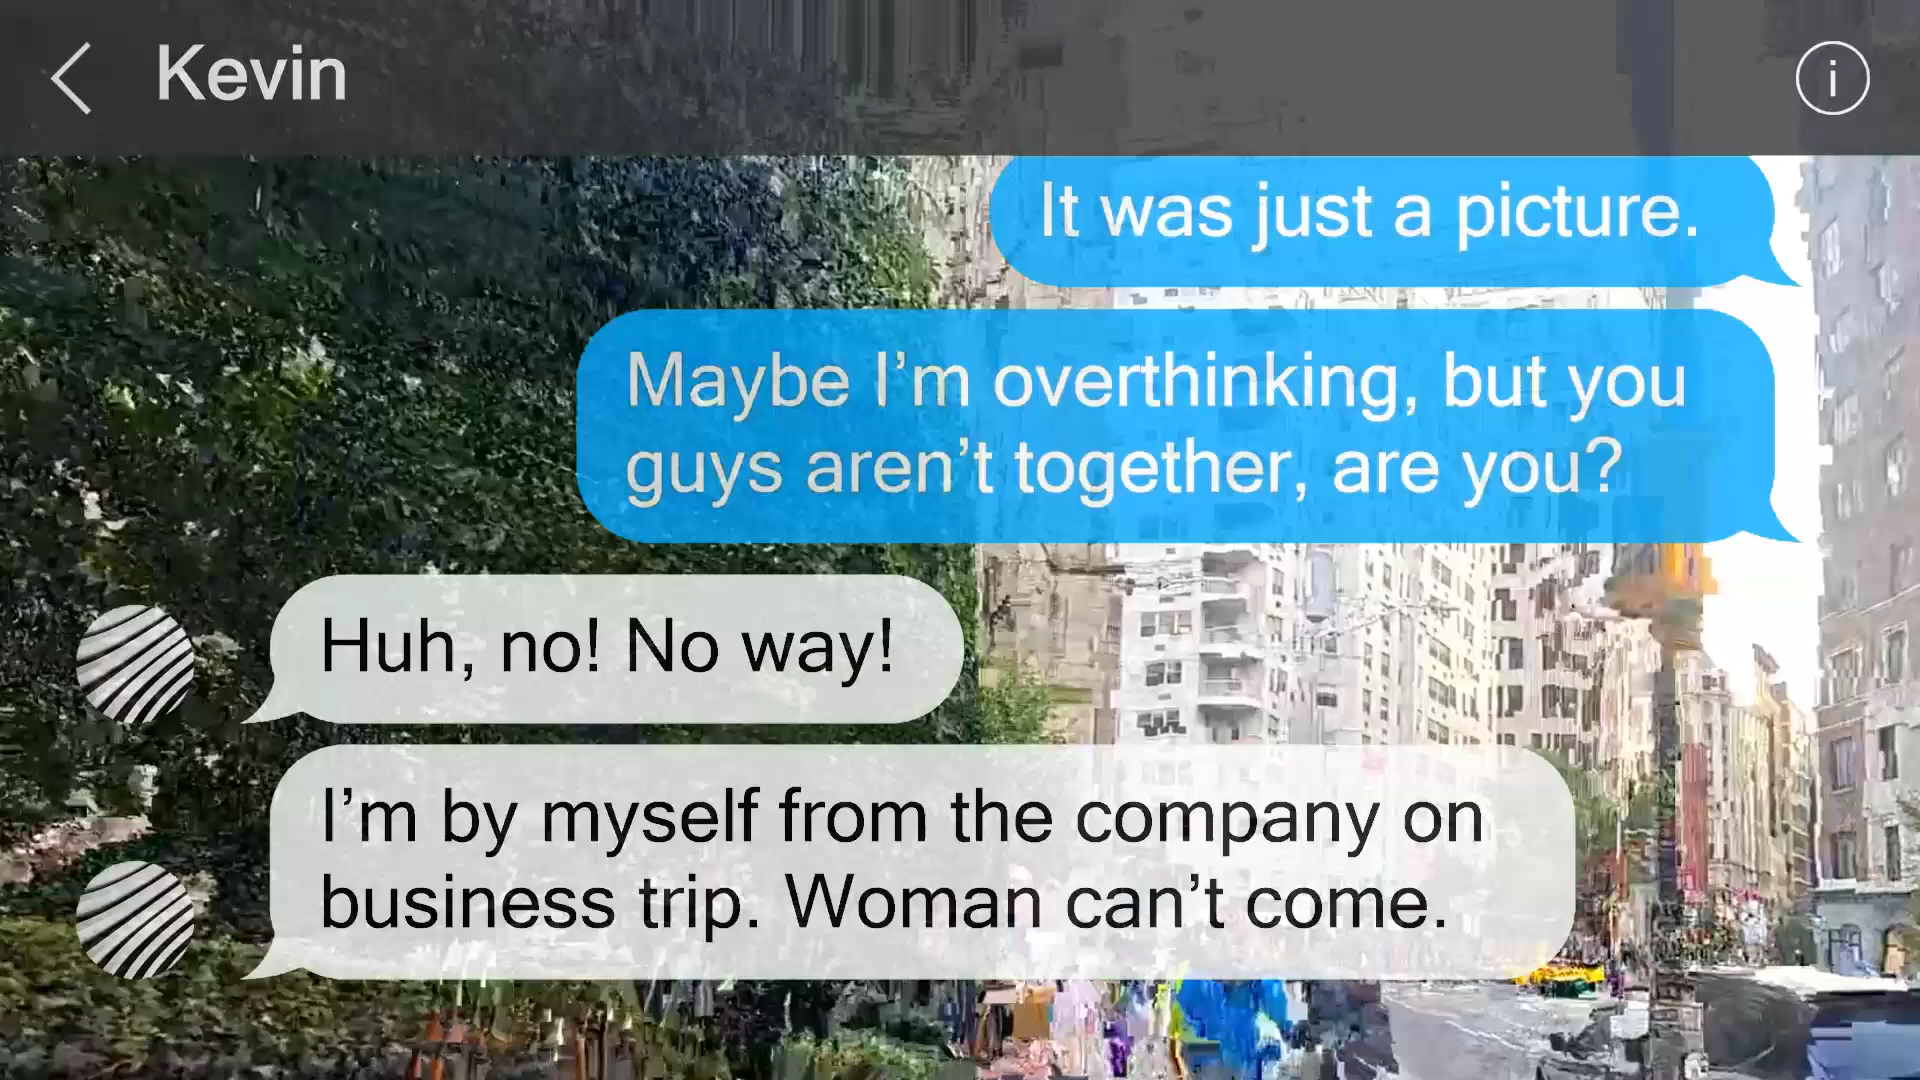 Kevin
It was just a picture.
Maybe I’m overthinking, but you
guys aren’t together, are you?
Huh, no! No way!
I’m by myself from the company on
business trip. Woman can’t come.